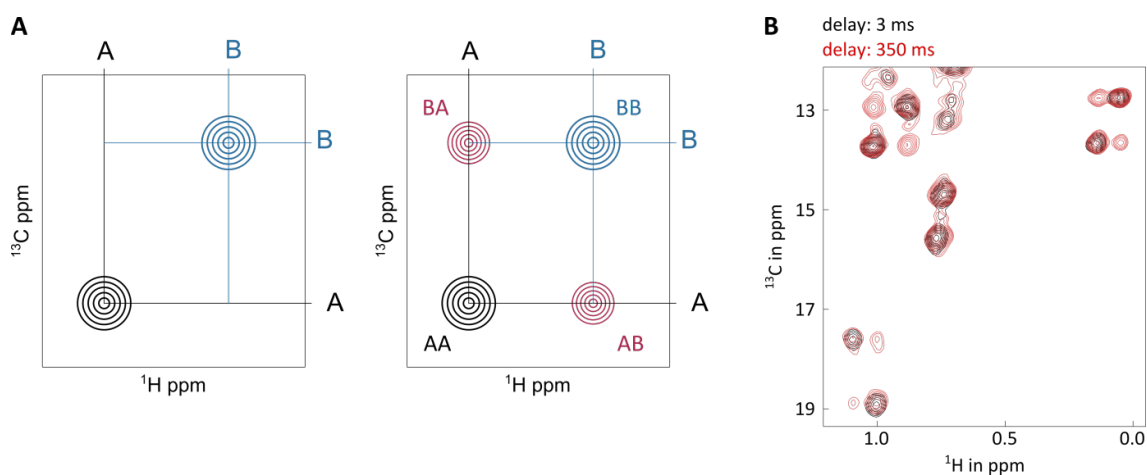 A
A
B
B
A
¹³C ppm
¹H ppm
A
B
BA
BB
B
A
AA
AB
¹³C ppm
¹H ppm
B
delay: 3 ms
delay: 350 ms
13
15
17
19
¹³C in ppm
1.0
0.5
0.0
¹H in ppm